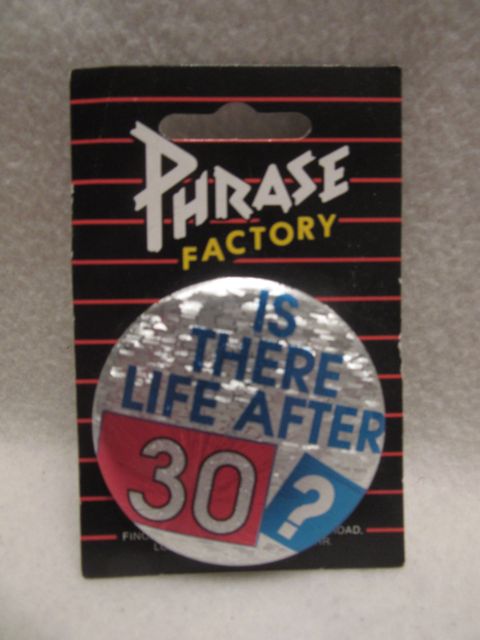 PHRASE
FACTORY
IS
THERE
LIFE AFTER
30 ?